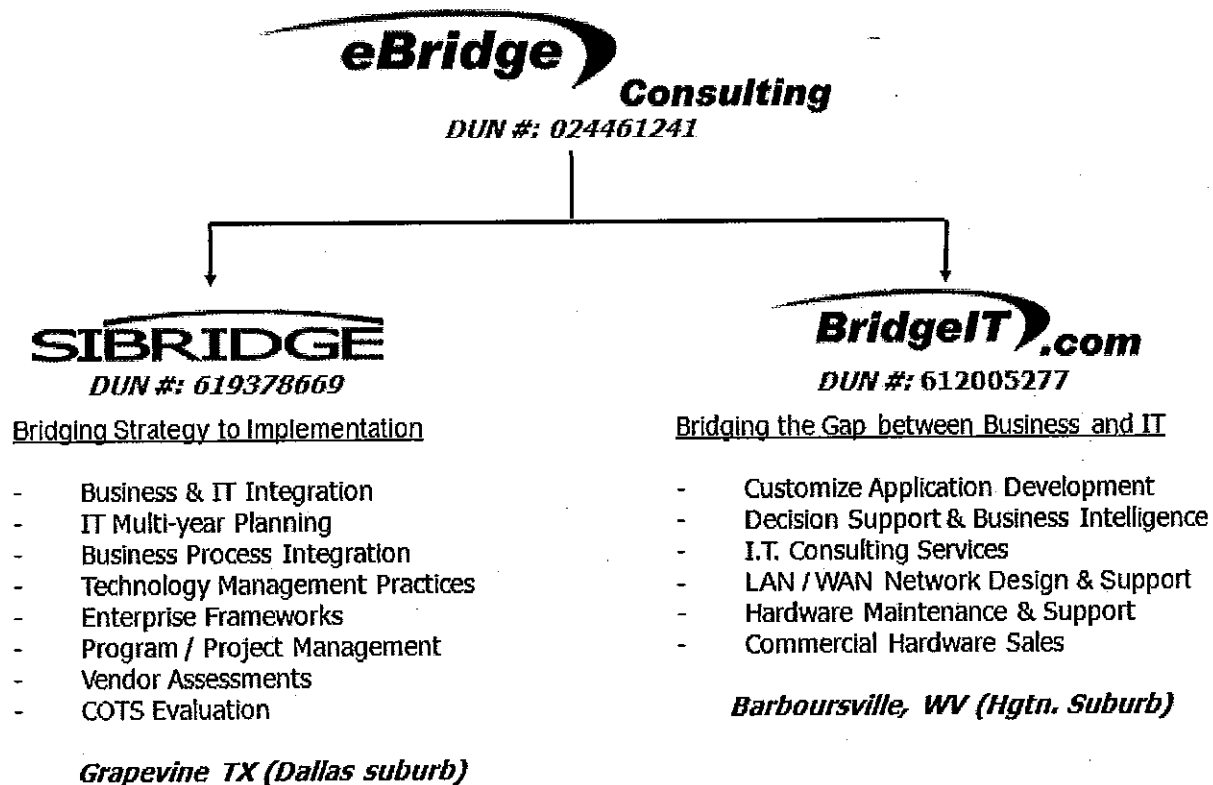 eBridge
Consulting
DUN #: 024461241
SIBRIDGE
DUN #: 619378669
Bridging Strategy to Implementation
- Business & IT Integration
- IT Multi-year Planning
- Business Process Integration
- Technology Management Practices
- Enterprise Frameworks
- Program / Project Management
- Vendor Assessments
- COTS Evaluation
Grapevine TX (Dallas suburb)
BridgeIT.com
DUN #: 612005277
Bridging the Gap between Business and IT
- Customize Application Development
- Decision Support & Business Intelligence
- I.T. Consulting Services
- LAN / WAN Network Design & Support
- Hardware Maintenance & Support
- Commercial Hardware Sales
Barboursville, WV (Hgtn. Suburb)